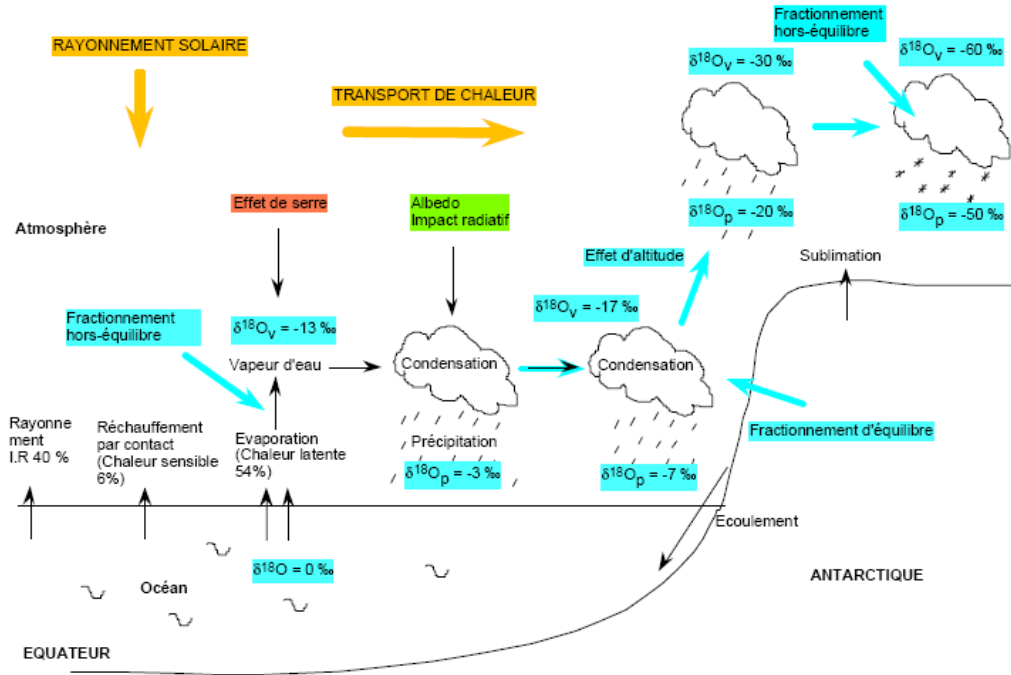 RAYONNEMENT SOLAIRE
Fractionnement
hors-équilibre
δ¹⁸Oᵥ = -30 ‰
δ¹⁸Oᵥ = -60 ‰
TRANSPORT DE CHALEUR
Effet de serre
Albedo
Impact radiatif
δ¹⁸Oₚ = -20 ‰
δ¹⁸Oₚ = -50 ‰
Atmosphère
Effet d'altitude
Sublimation
Fractionnement
hors-équilibre
δ¹⁸Oᵥ = -13 ‰
δ¹⁸Oᵥ = -17 ‰
Vapeur d'eau
Condensation
Condensation
Rayonne
ment
I.R 40 %
Réchauffement
par contact
(Chaleur sensible
6%)
Evaporation
(Chaleur latente
54%)
Précipitation
δ¹⁸Oₚ = -3 ‰
δ¹⁸Oₚ = -7 ‰
Fractionnement d'équilibre
Ecoulement
δ¹⁸O = 0 ‰
Océan
ANTARCTIQUE
EQUATEUR